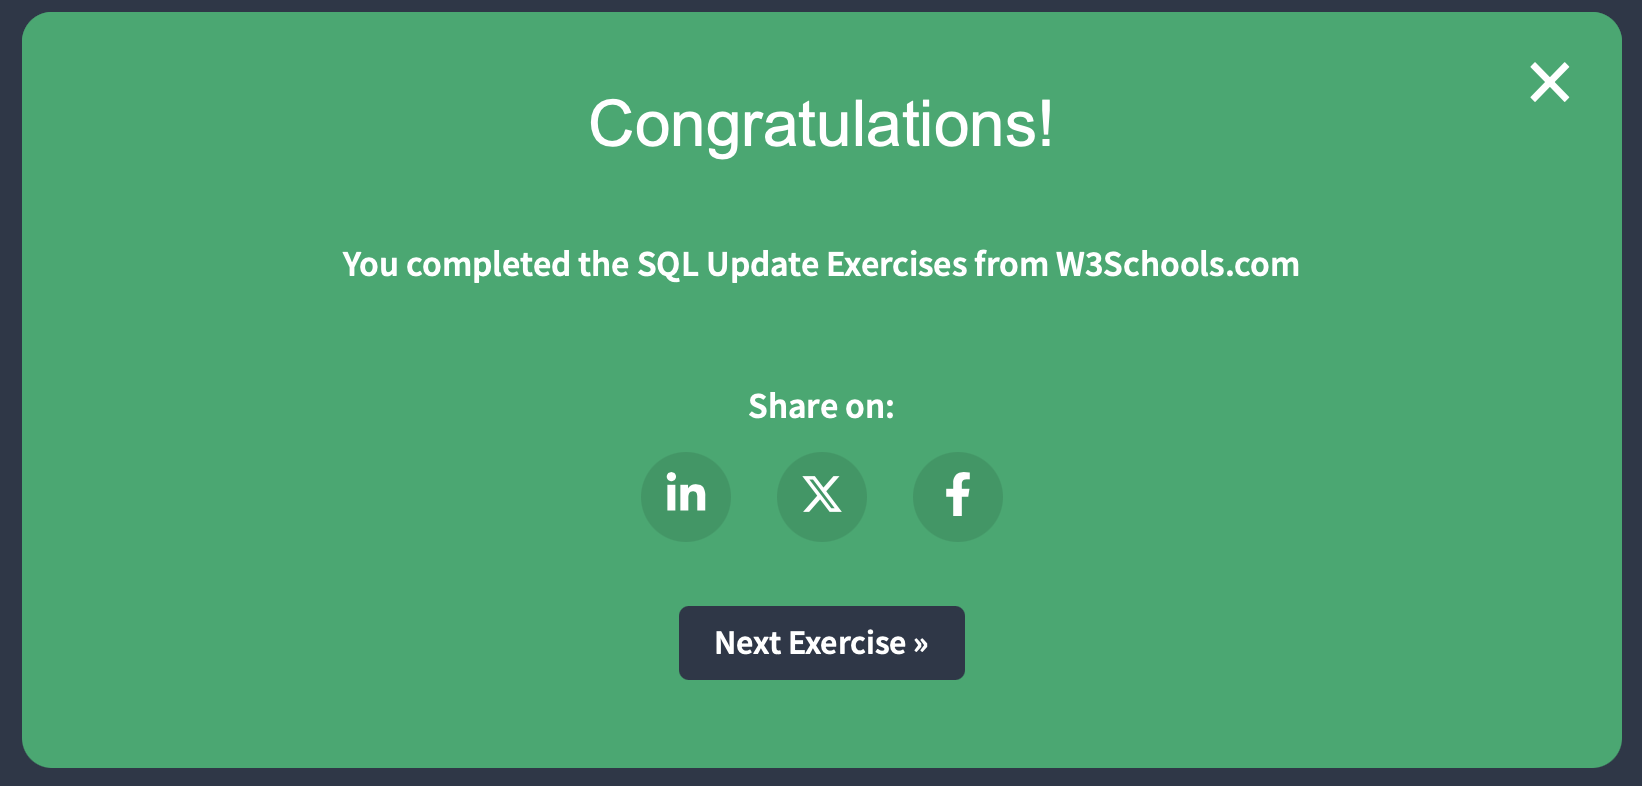 Congratulations!
You completed the SQL Update Exercises from W3Schools.com
Share on:
in X f
Next Exercise »